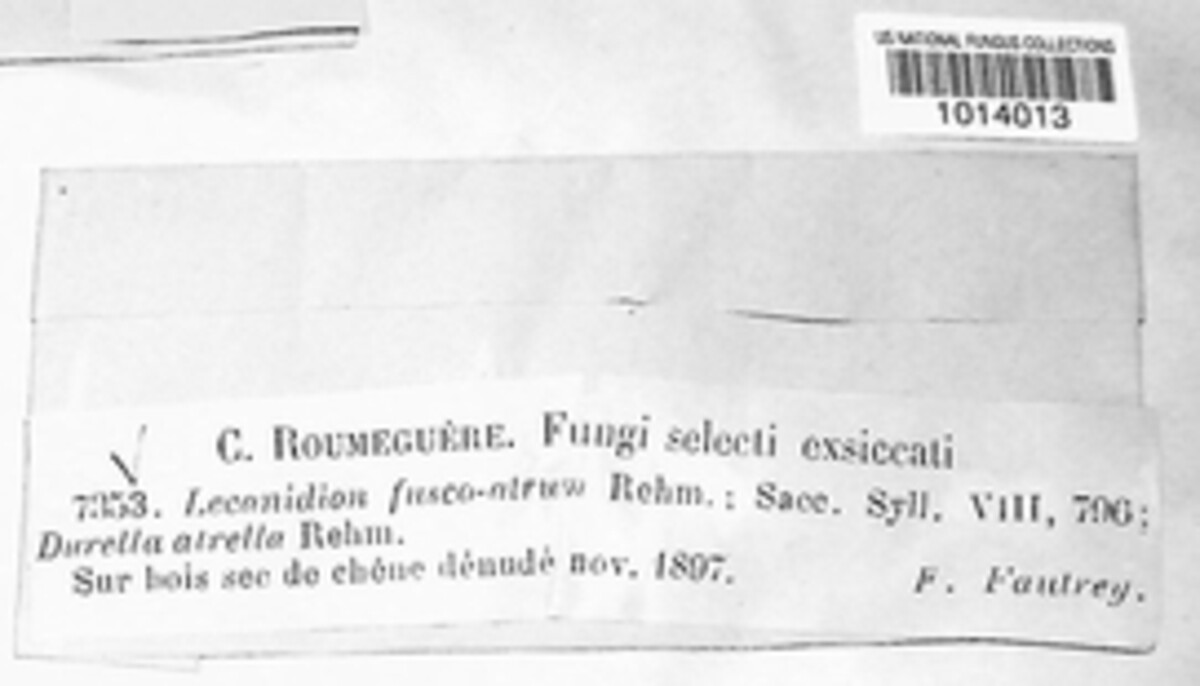 US NATIONAL FUNGUS COLLECTIONS
1014013
C. ROUMEGUÈRE. Fungi selecti exsiccati
7353. Lecanidion fusco-atrum Rehm.; Sacc. Syll. VIII, 796;
Durella atrella Rehm.
Sur bois sec de chêne dénudé nov. 1897.
F. Fautrey.